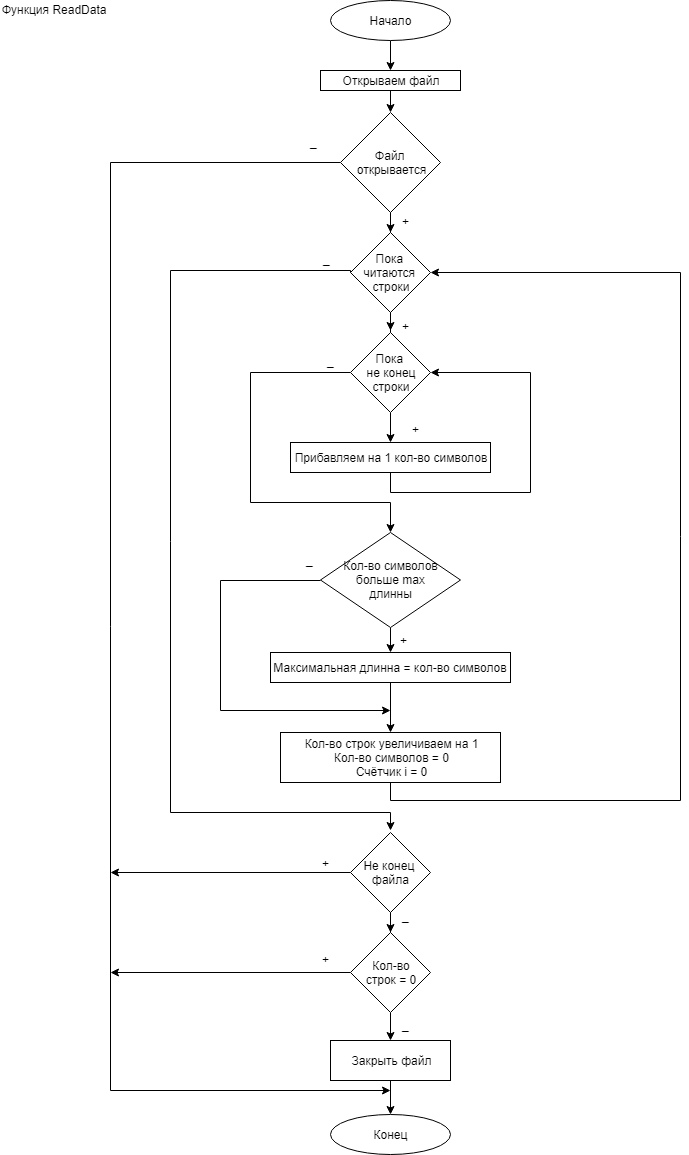 Функция ReadData
Начало
Открываем файл
–
Файл
открывается
+
–
Пока
читаются
строки
+
–
Пока
не конец
строки
+
Прибавляем на 1 кол-во символов
–
Кол-во символов
больше max
длинны
+
Максимальная длинна = кол-во символов
Кол-во строк увеличиваем на 1
Кол-во символов = 0
Счётчик i = 0
+
Не конец
файла
–
+
Кол-во
строк = 0
–
Закрыть файл
Конец